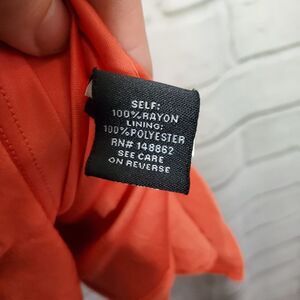 SELF:
100%RAYON
LINING:
100%POLYESTER
RN# 148862
SEE CARE
ON REVERSE